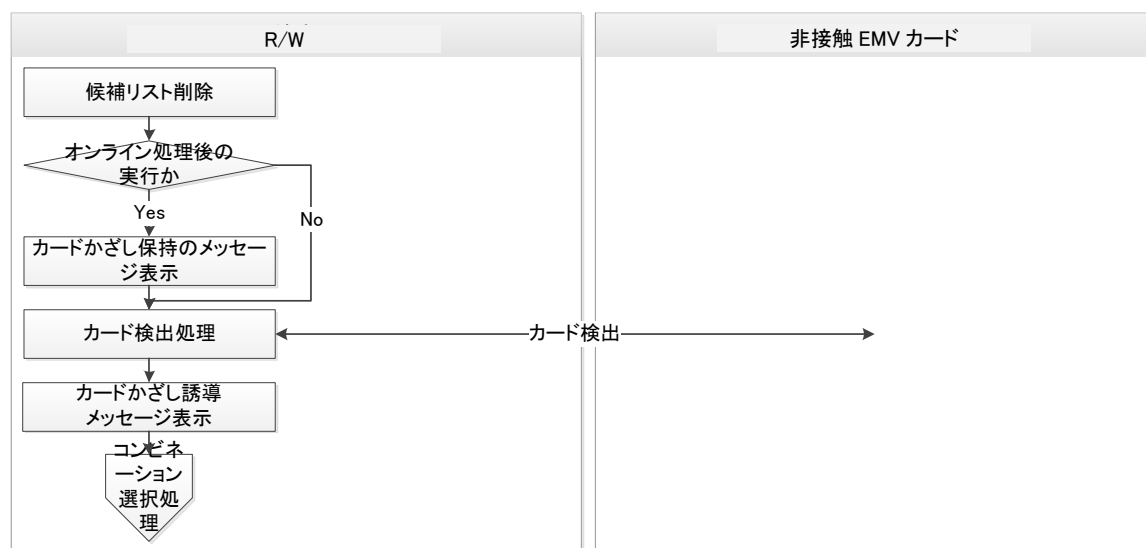 R/W
非接触 EMV カード
候補リスト削除
オンライン処理後の
実行か
Yes
No
カードかざし保持のメッセー
ジ表示
カード検出処理
カード検出
カードかざし誘導
メッセージ表示
コンビネ
ーション
選択処
理